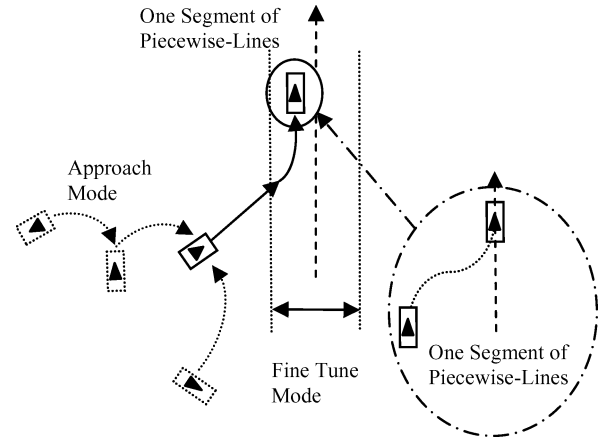 One Segment of
Piecewise-Lines
Approach
Mode
Fine Tune
Mode
One Segment of
Piecewise-Lines